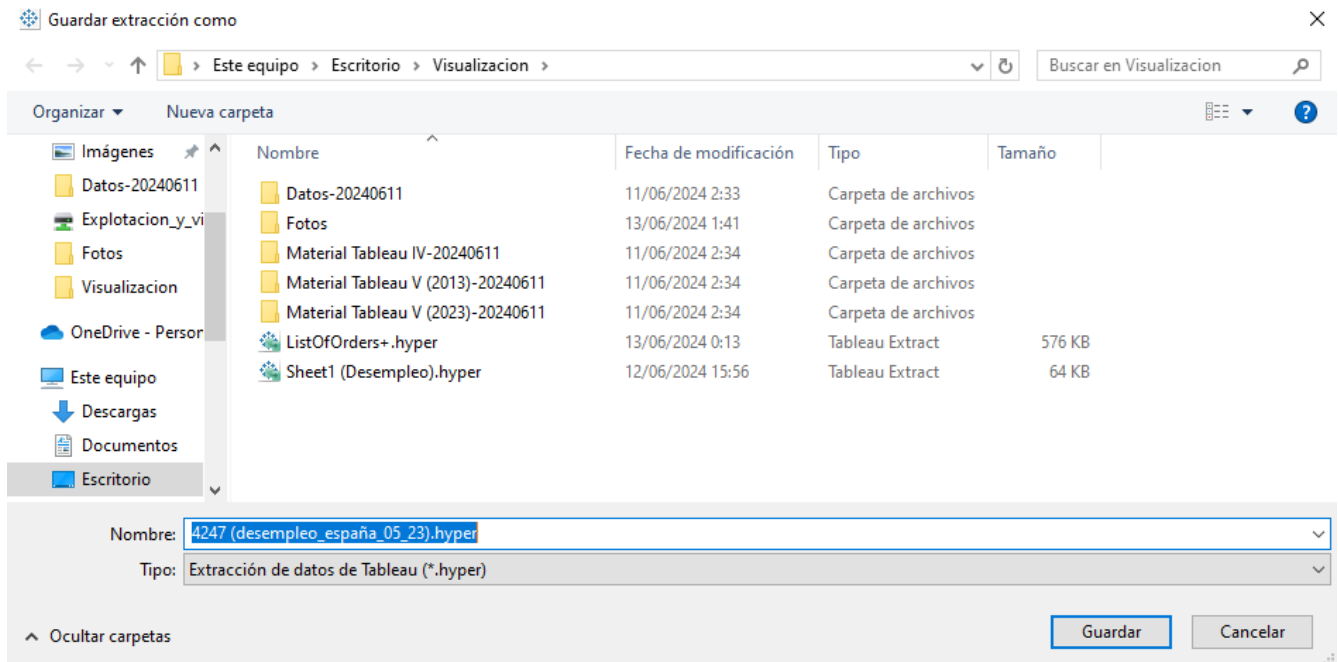 Guardar extracción como
Este equipo > Escritorio > Visualizacion >
Buscar en Visualizacion
Organizar
Nueva carpeta
Imágenes
Datos-20240611
Explotacion_y_vi
Fotos
Visualizacion
OneDrive - Person
Este equipo
Descargas
Documentos
Escritorio
Nombre Fecha de modificación Tipo Tamaño
Datos-20240611 11/06/2024 2:33 Carpeta de archivos
Fotos 13/06/2024 1:41 Carpeta de archivos
Material Tableau IV-20240611 11/06/2024 2:34 Carpeta de archivos
Material Tableau V (2013)-20240611 11/06/2024 2:34 Carpeta de archivos
Material Tableau V (2023)-20240611 11/06/2024 2:34 Carpeta de archivos
ListOfOrders+.hyper 13/06/2024 0:13 Tableau Extract 576 KB
Sheet1 (Desempleo).hyper 12/06/2024 15:56 Tableau Extract 64 KB
Nombre: 4247 (desempleo_españa_05_23).hyper
Tipo: Extracción de datos de Tableau (*.hyper)
Ocultar carpetas
Guardar
Cancelar